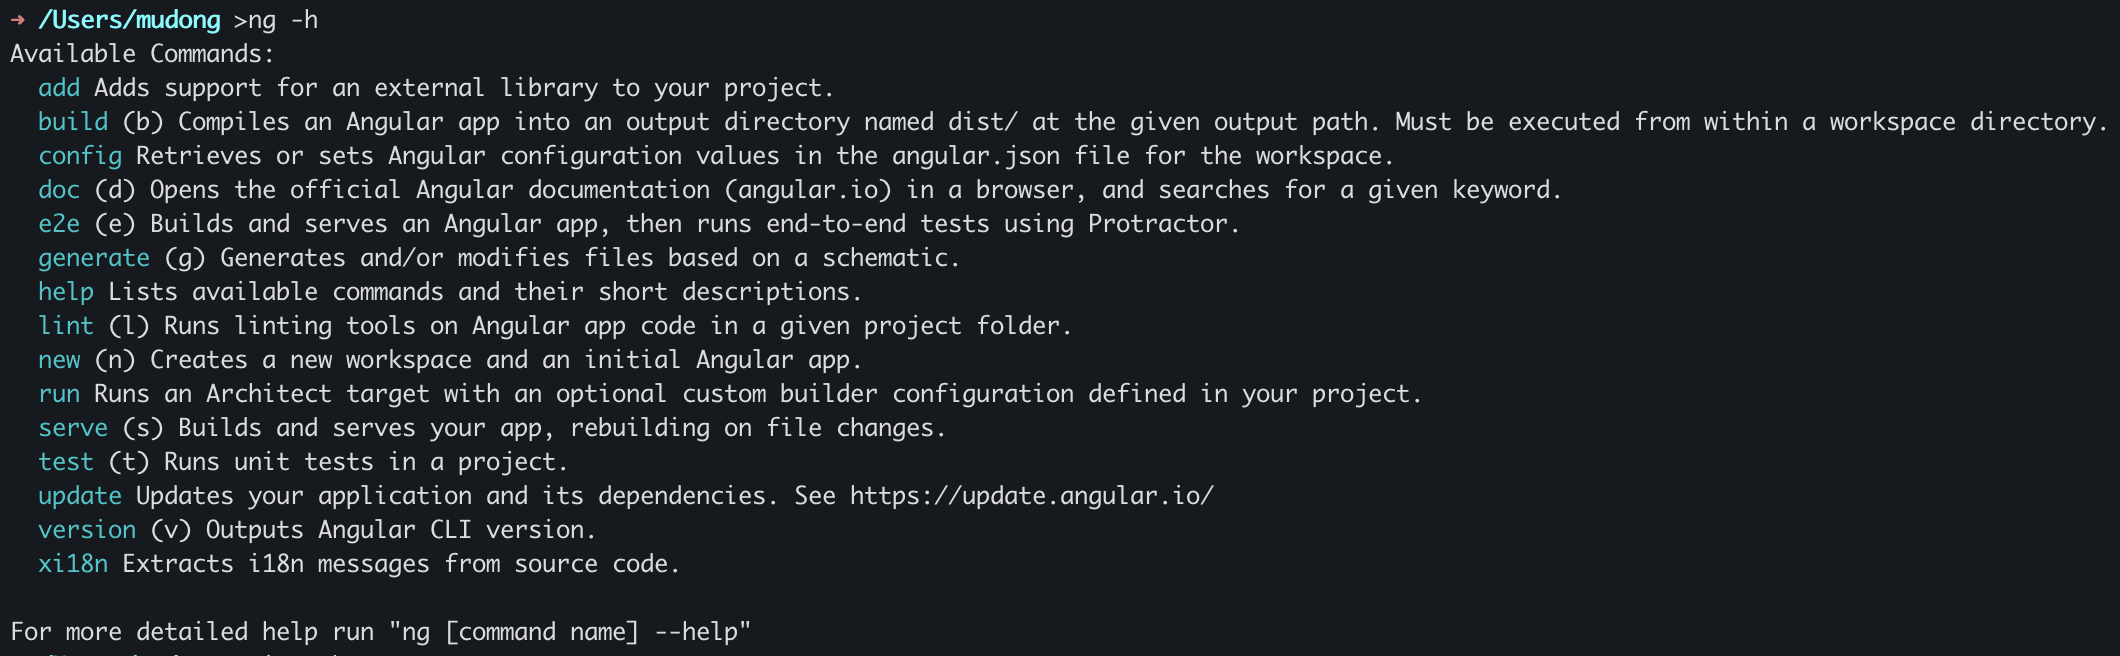 → /Users/mudong >ng -h
Available Commands:
  add Adds support for an external library to your project.
  build (b) Compiles an Angular app into an output directory named dist/ at the given output path. Must be executed from within a workspace directory.
  config Retrieves or sets Angular configuration values in the angular.json file for the workspace.
  doc (d) Opens the official Angular documentation (angular.io) in a browser, and searches for a given keyword.
  e2e (e) Builds and serves an Angular app, then runs end-to-end tests using Protractor.
  generate (g) Generates and/or modifies files based on a schematic.
  help Lists available commands and their short descriptions.
  lint (l) Runs linting tools on Angular app code in a given project folder.
  new (n) Creates a new workspace and an initial Angular app.
  run Runs an Architect target with an optional custom builder configuration defined in your project.
  serve (s) Builds and serves your app, rebuilding on file changes.
  test (t) Runs unit tests in a project.
  update Updates your application and its dependencies. See https://update.angular.io/
  version (v) Outputs Angular CLI version.
  xi18n Extracts i18n messages from source code.
For more detailed help run "ng [command name] --help"